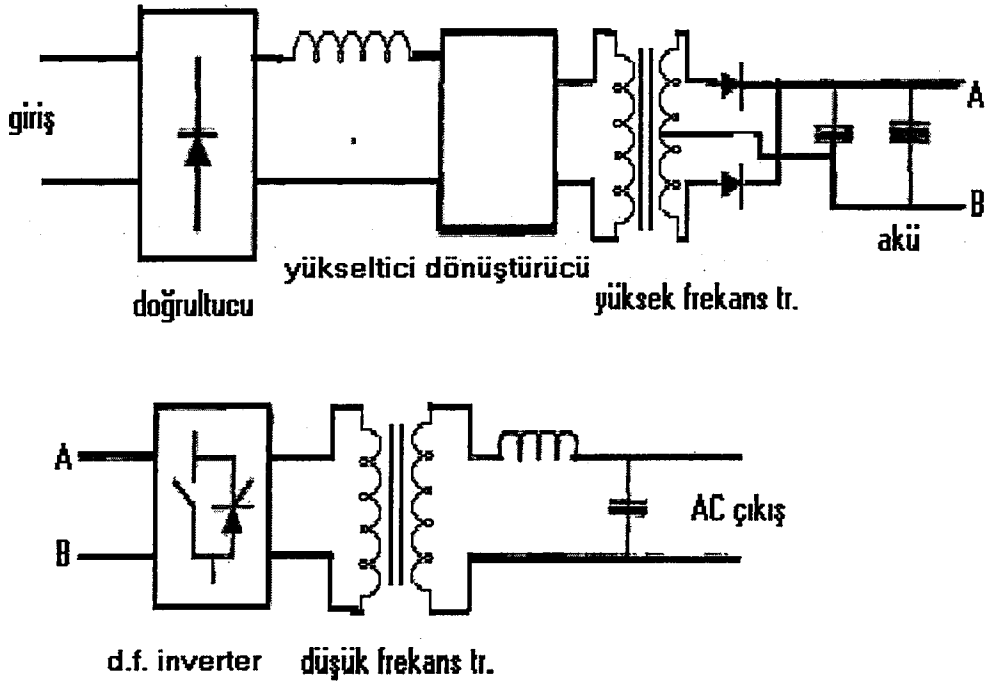 giriş
A
B
akü
yükseltici dönüştürücü
doğrultucu
yüksek frekans tr.
A
B
AC çıkış
d.f. inverter
düşük frekans tr.